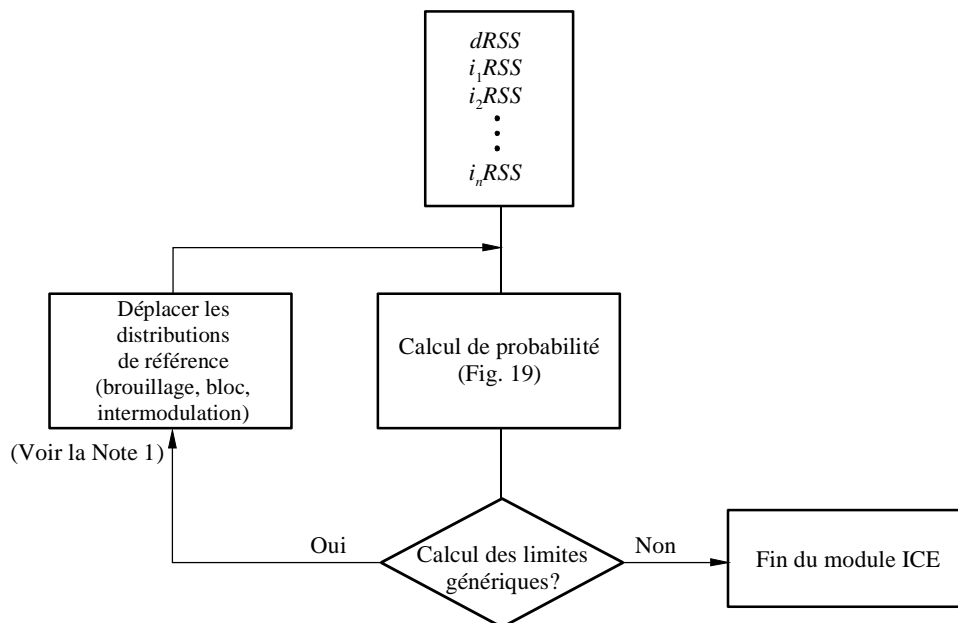 dRSS
i₁RSS
i₂RSS
iₙRSS
Déplacer les
distributions
de référence
(brouillage, bloc,
intermodulation)
Calcul de probabilité
(Fig. 19)
(Voir la Note 1)
Oui
Calcul des limites
génériques?
Non
Fin du module ICE